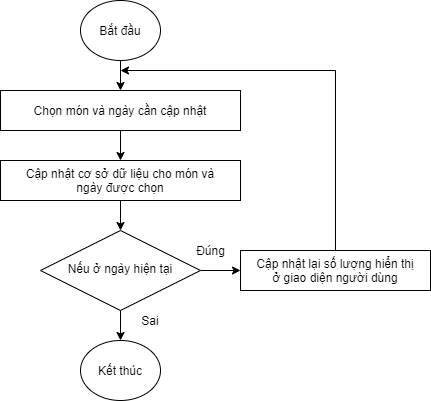 Bắt đầu
Chọn món và ngày cần cập nhật
Cập nhật cơ sở dữ liêu cho món và
ngày được chọn
Nếu ở ngày hiện tại
Đúng
Cập nhật lại số lượng hiển thị
ở giao diện người dùng
Sai
Kết thúc